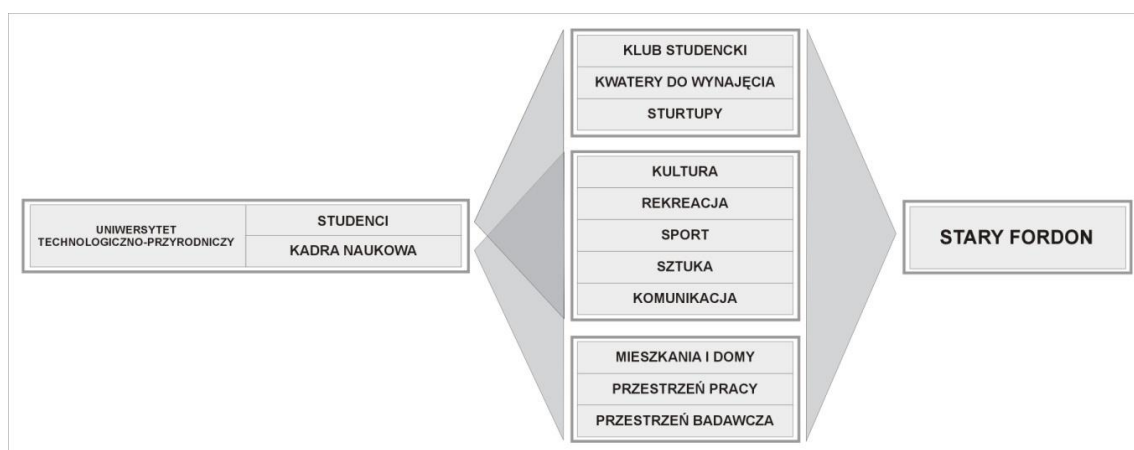 UNIWERSYTET
TECHNOLOGICZNO-PRZYRODNICZY
STUDENCI
KADRA NAUKOWA
KLUB STUDENCKI
KWATERY DO WYNAJĘCIA
STURTUPY
KULTURA
REKREACJA
SPORT
SZTUKA
KOMUNIKACJA
MIESZKANIA I DOMY
PRZESTRZEŃ PRACY
PRZESTRZEŃ BADAWCZA
STARY FORDON